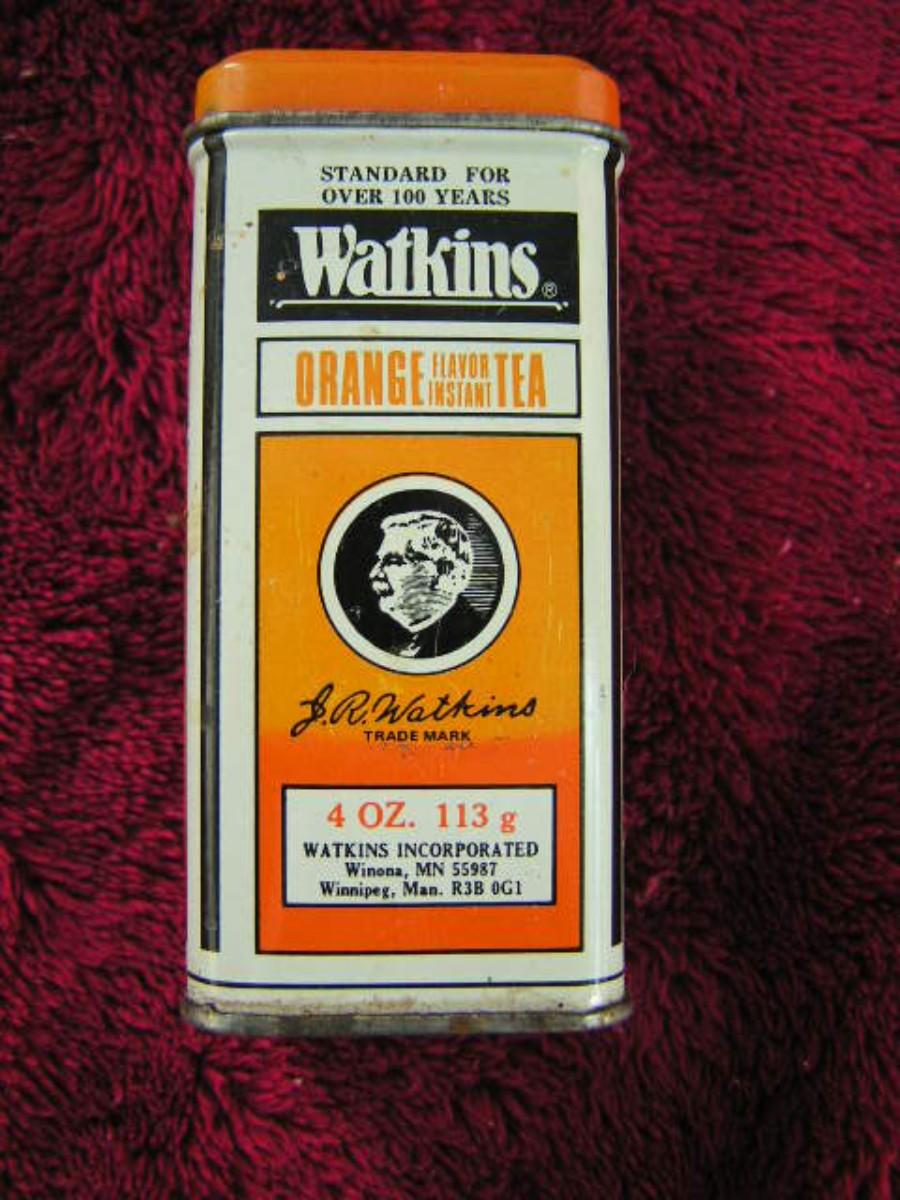 STANDARD FOR
OVER 100 YEARS
Watkins®
ORANGE FLAVOR INSTANT TEA
J.R. Watkins
TRADE MARK
4 OZ. 113 g
WATKINS INCORPORATED
Winona, MN 55987
Winnipeg, Man. R3B 0G1